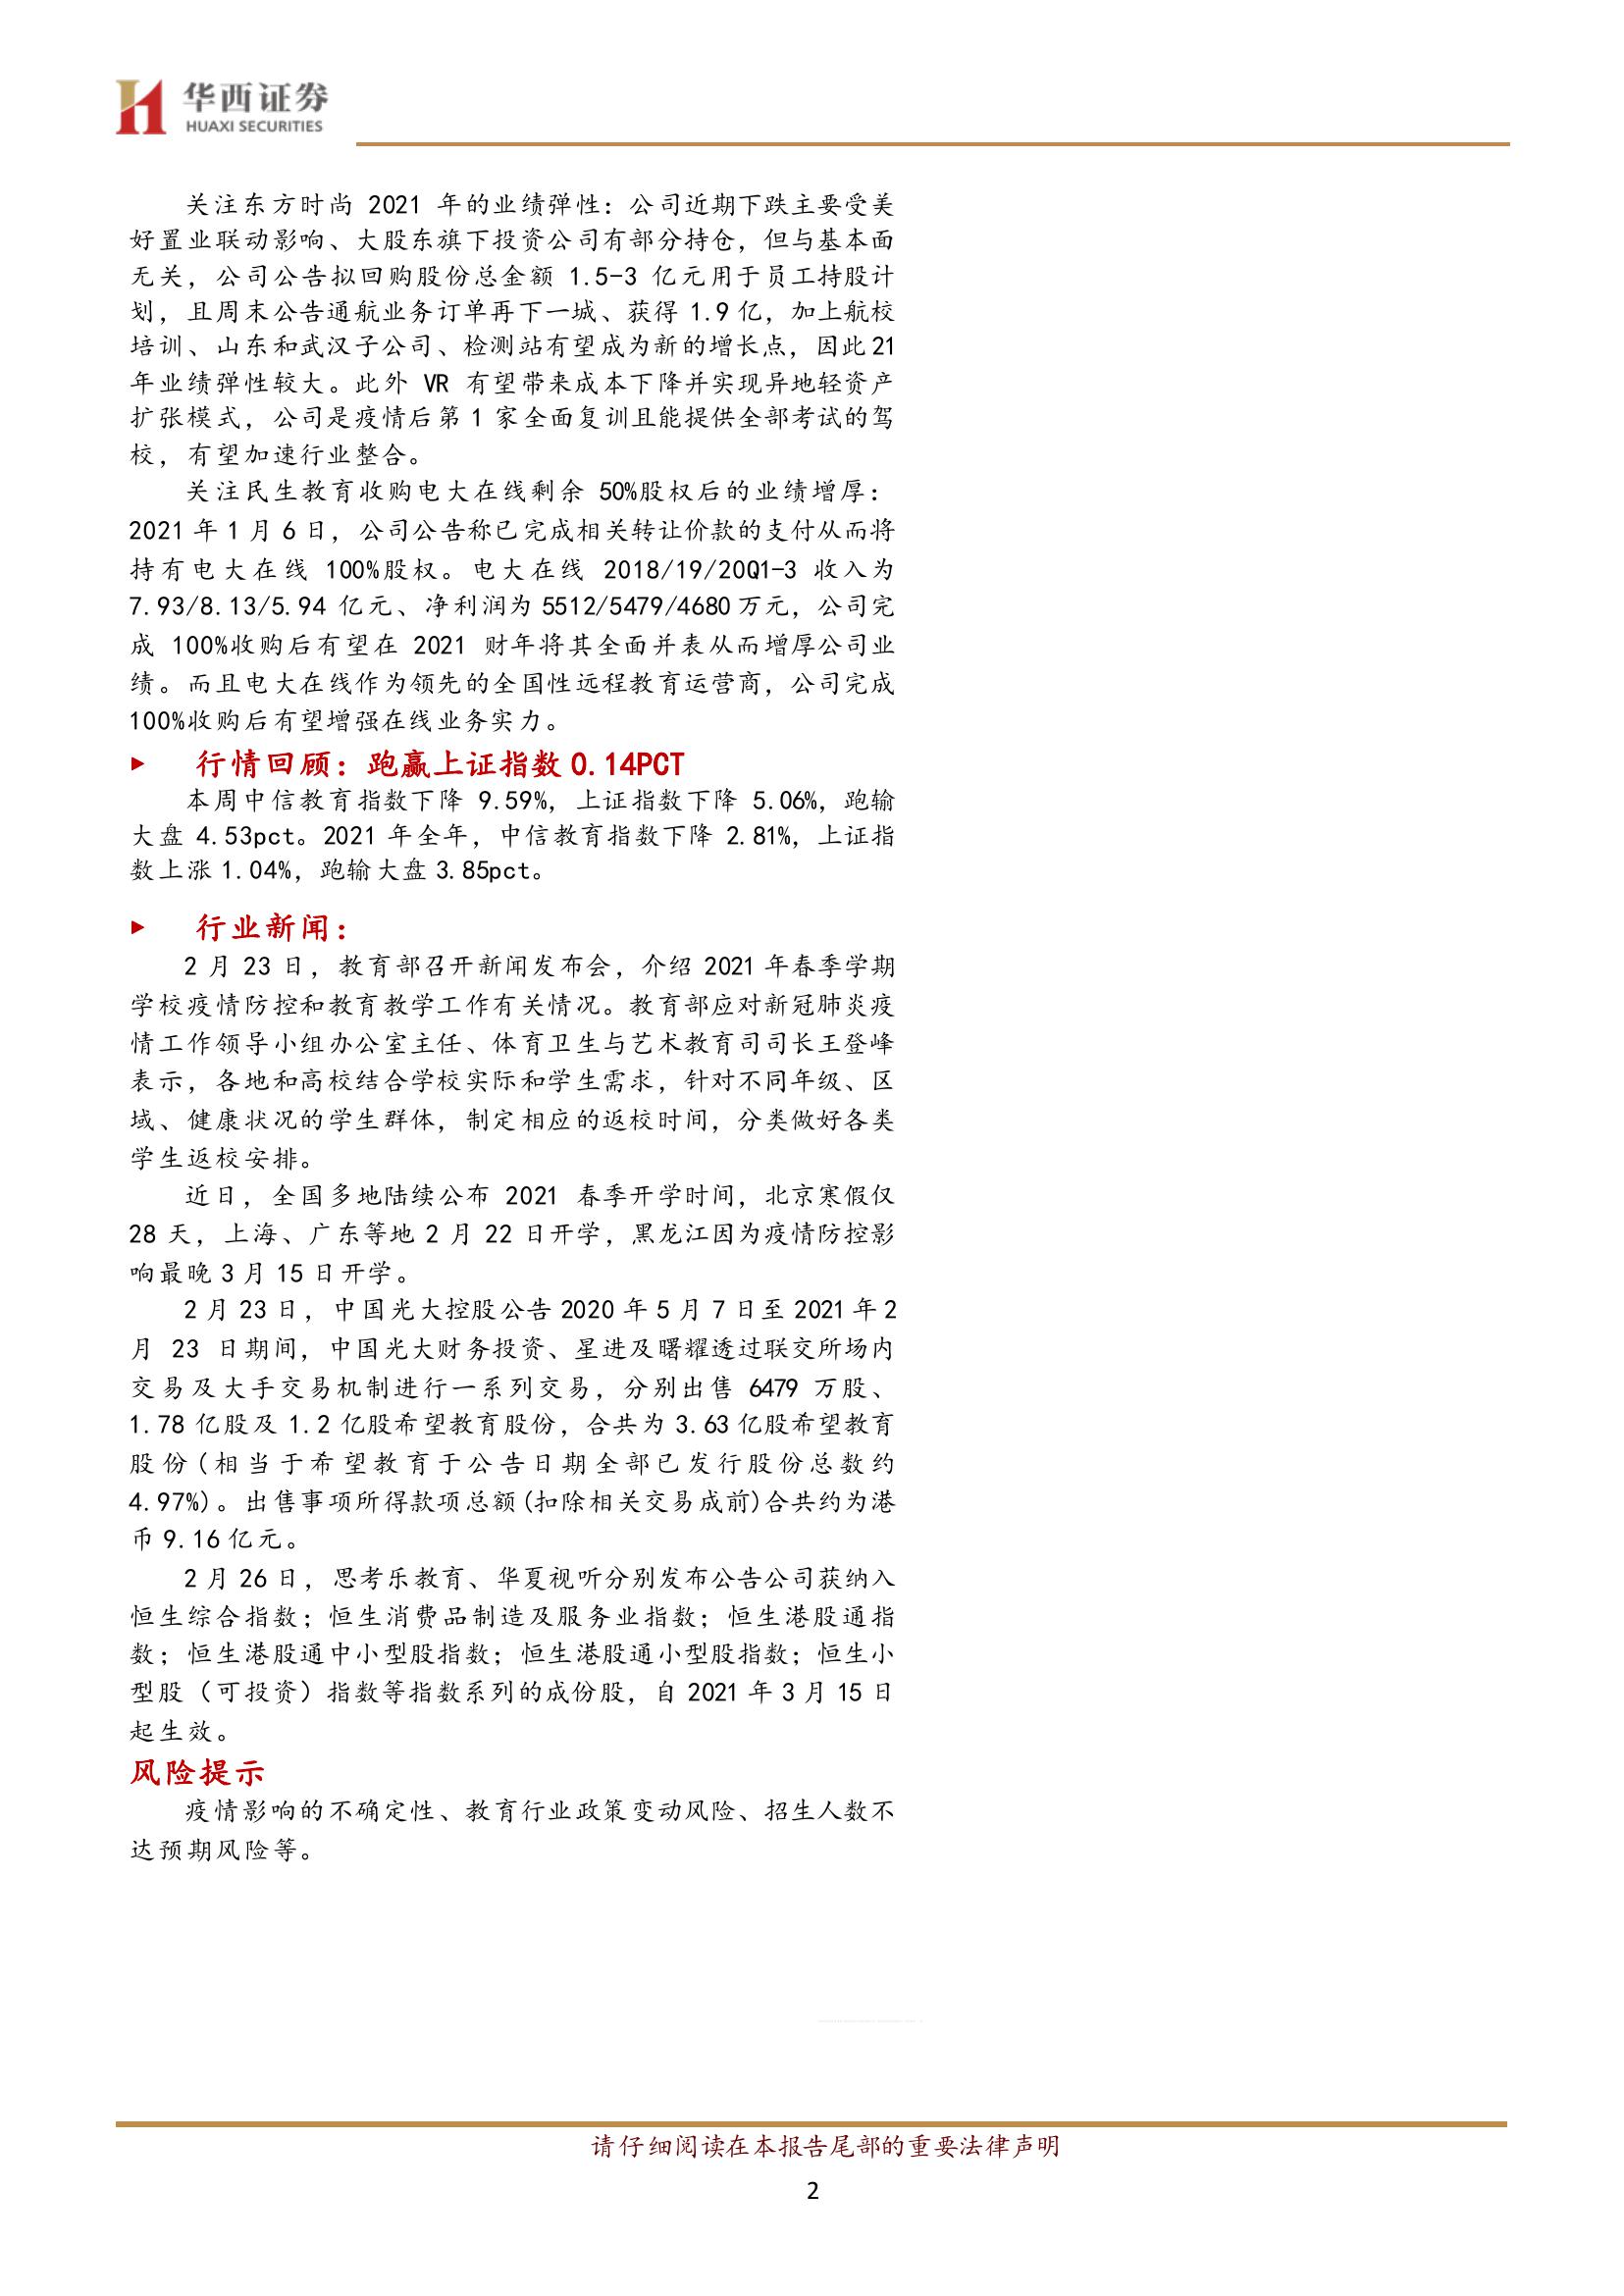 华西证券
HUAXI SECURITIES
关注东方时尚 2021 年的业绩弹性：公司近期下跌主要受美
好置业联动影响、大股东旗下投资公司有部分持仓，但与基本面
无关，公司公告拟回购股份总金额 1.5-3 亿元用于员工持股计
划，且周末公告通航业务订单再下一城、获得 1.9 亿，加上航校
培训、山东和武汉子公司、检测站有望成为新的增长点，因此 21
年业绩弹性较大。此外 VR 有望带来成本下降并实现异地轻资产
扩张模式，公司是疫情后第 1 家全面复训且能提供全部考试的驾
校，有望加速行业整合。
关注民生教育收购电大在线剩余 50%股权后的业绩增厚：
2021 年 1 月 6 日，公司公告称已完成相关转让价款的支付从而将
持有电大在线 100%股权。电大在线 2018/19/20Q1-3 收入为
7.93/8.13/5.94 亿元、净利润为 5512/5479/4680 万元，公司完
成 100%收购后有望在 2021 财年将其全面并表从而增厚公司业
绩。而且电大在线作为领先的全国性远程教育运营商，公司完成
100%收购后有望增强在线业务实力。
▶ 行情回顾：跑赢上证指数 0.14PCT
本周中信教育指数下降 9.59%，上证指数下降 5.06%，跑输
大盘 4.53pct。2021 年全年，中信教育指数下降 2.81%，上证指
数上涨 1.04%，跑输大盘 3.85pct。
▶ 行业新闻：
2 月 23 日，教育部召开新闻发布会，介绍 2021 年春季学期
学校疫情防控和教育教学工作有关情况。教育部应对新冠肺炎疫
情工作领导小组办公室主任、体育卫生与艺术教育司司长王登峰
表示，各地和高校结合学校实际和学生需求，针对不同年级、区
域、健康状况的学生群体，制定相应的返校时间，分类做好各类
学生返校安排。
近日，全国多地陆续公布 2021 春季开学时间，北京寒假仅
28 天，上海、广东等地 2 月 22 日开学，黑龙江因为疫情防控影
响最晚 3 月 15 日开学。
2 月 23 日，中国光大控股公告 2020 年 5 月 7 日至 2021 年 2
月 23 日期间，中国光大财务投资、星进及曙耀透过联交所场内
交易及大手交易机制进行一系列交易，分别出售 6479 万股、
1.78 亿股及 1.2 亿股希望教育股份，合共为 3.63 亿股希望教育
股份(相当于希望教育于公告日期全部已发行股份总数约
4.97%)。出售事项所得款项总额(扣除相关交易成前)合共约为港
币 9.16 亿元。
2 月 26 日，思考乐教育、华夏视听分别发布公告公司获纳入
恒生综合指数；恒生消费品制造及服务业指数；恒生港股通指
数；恒生港股通中小型股指数；恒生港股通小型股指数；恒生小
型股（可投资）指数等指数系列的成份股，自 2021 年 3 月 15 日
起生效。
风险提示
疫情影响的不确定性、教育行业政策变动风险、招生人数不
达预期风险等。
请仔细阅读在本报告尾部的重要法律声明
2